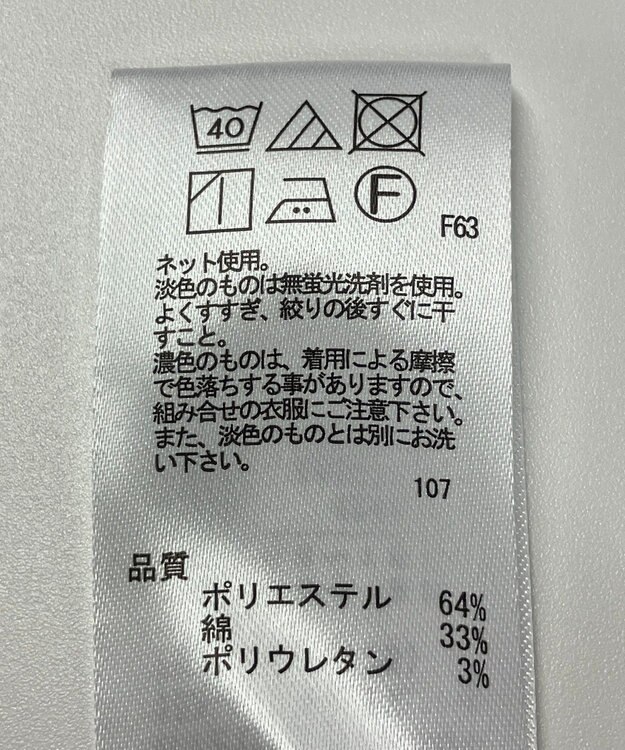 40
F
F63
ネット使用。
淡色のものは無蛍光洗剤を使用。
よくすすぎ、絞りの後すぐに干
すこと。
濃色のものは、着用による摩擦
で色落ちする事がありますので、
組み合せの衣服にご注意下さい。
また、淡色のものとは別にお洗
い下さい。
107
品質
ポリエステル 64%
綿 33%
ポリウレタン 3%